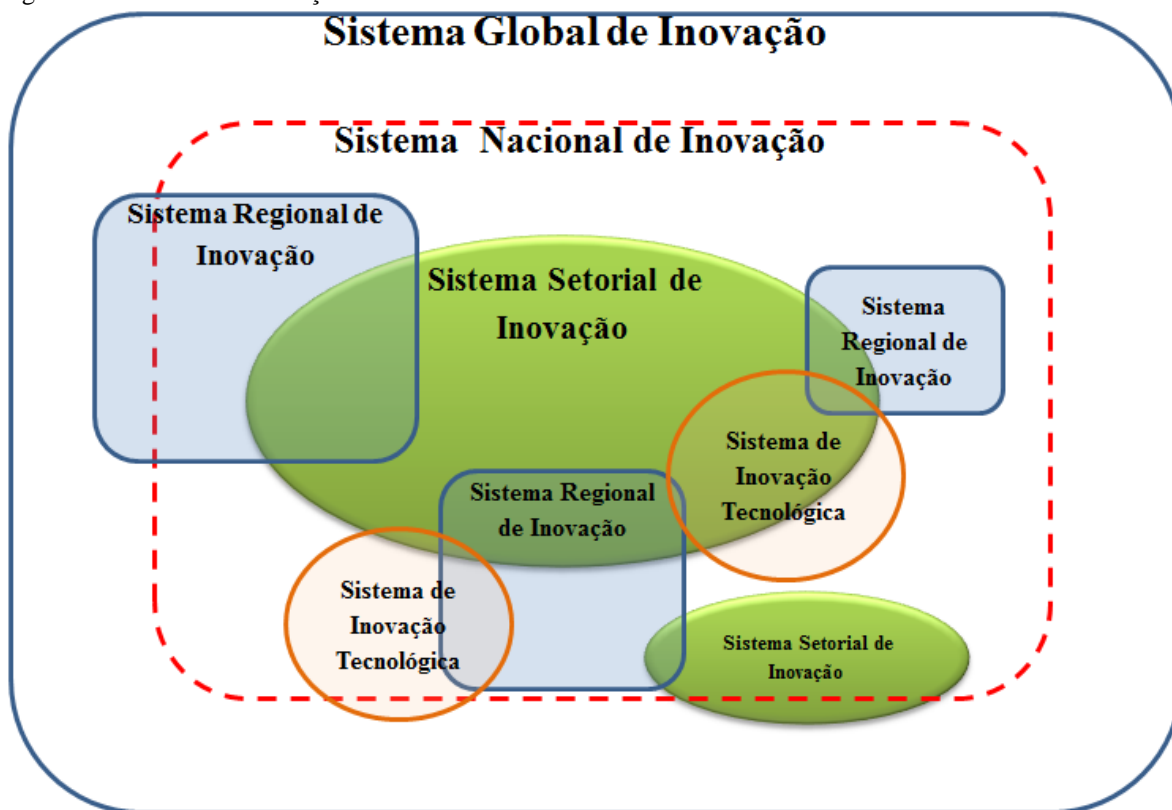 Sistema Global de Inovação
Sistema Nacional de Inovação
Sistema Regional de
Inovação
Sistema Setorial de
Inovação
Sistema
Regional de
Inovação
Sistema de
Inovação
Tecnológica
Sistema Regional
de Inovação
Sistema de
Inovação
Tecnológica
Sistema Setorial de
Inovação